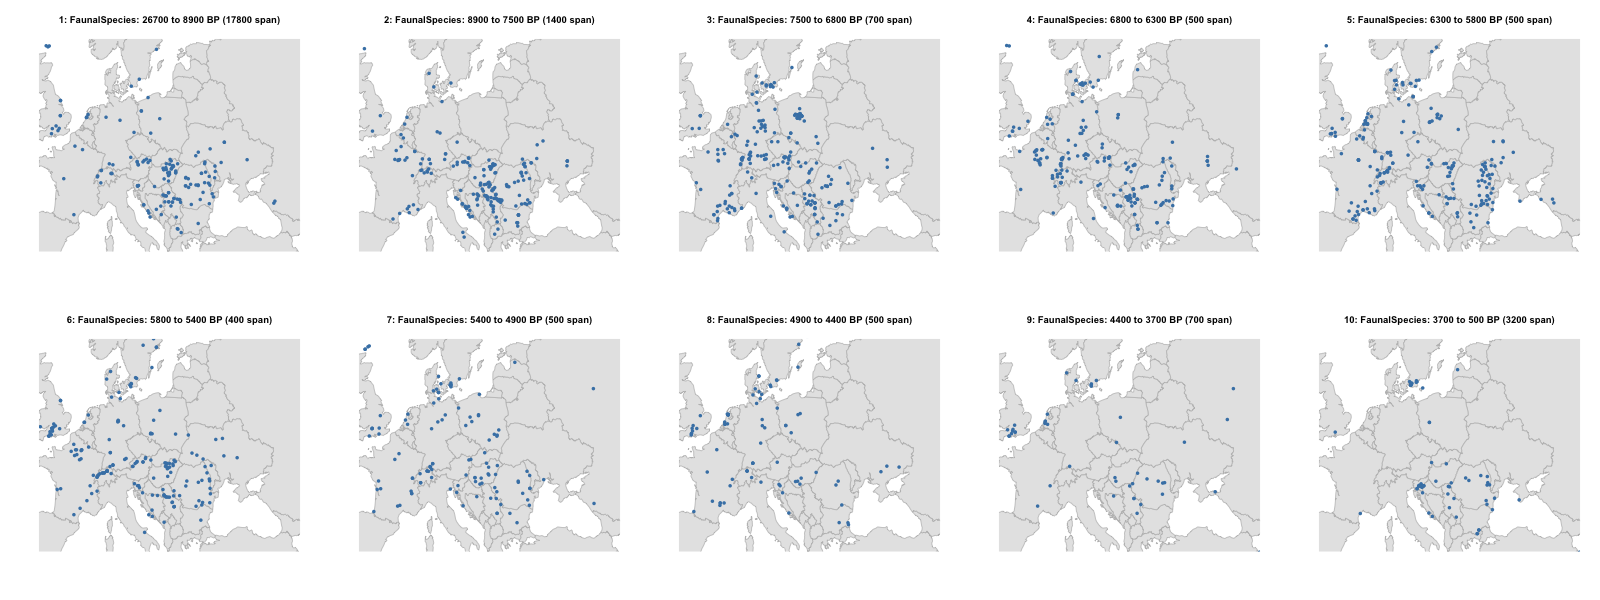 1: FaunalSpecies: 26700 to 8900 BP (17800 span)
2: FaunalSpecies: 8900 to 7500 BP (1400 span)
3: FaunalSpecies: 7500 to 6800 BP (700 span)
4: FaunalSpecies: 6800 to 6300 BP (500 span)
5: FaunalSpecies: 6300 to 5800 BP (500 span)
6: FaunalSpecies: 5800 to 5400 BP (400 span)
7: FaunalSpecies: 5400 to 4900 BP (500 span)
8: FaunalSpecies: 4900 to 4400 BP (500 span)
9: FaunalSpecies: 4400 to 3700 BP (700 span)
10: FaunalSpecies: 3700 to 500 BP (3200 span)